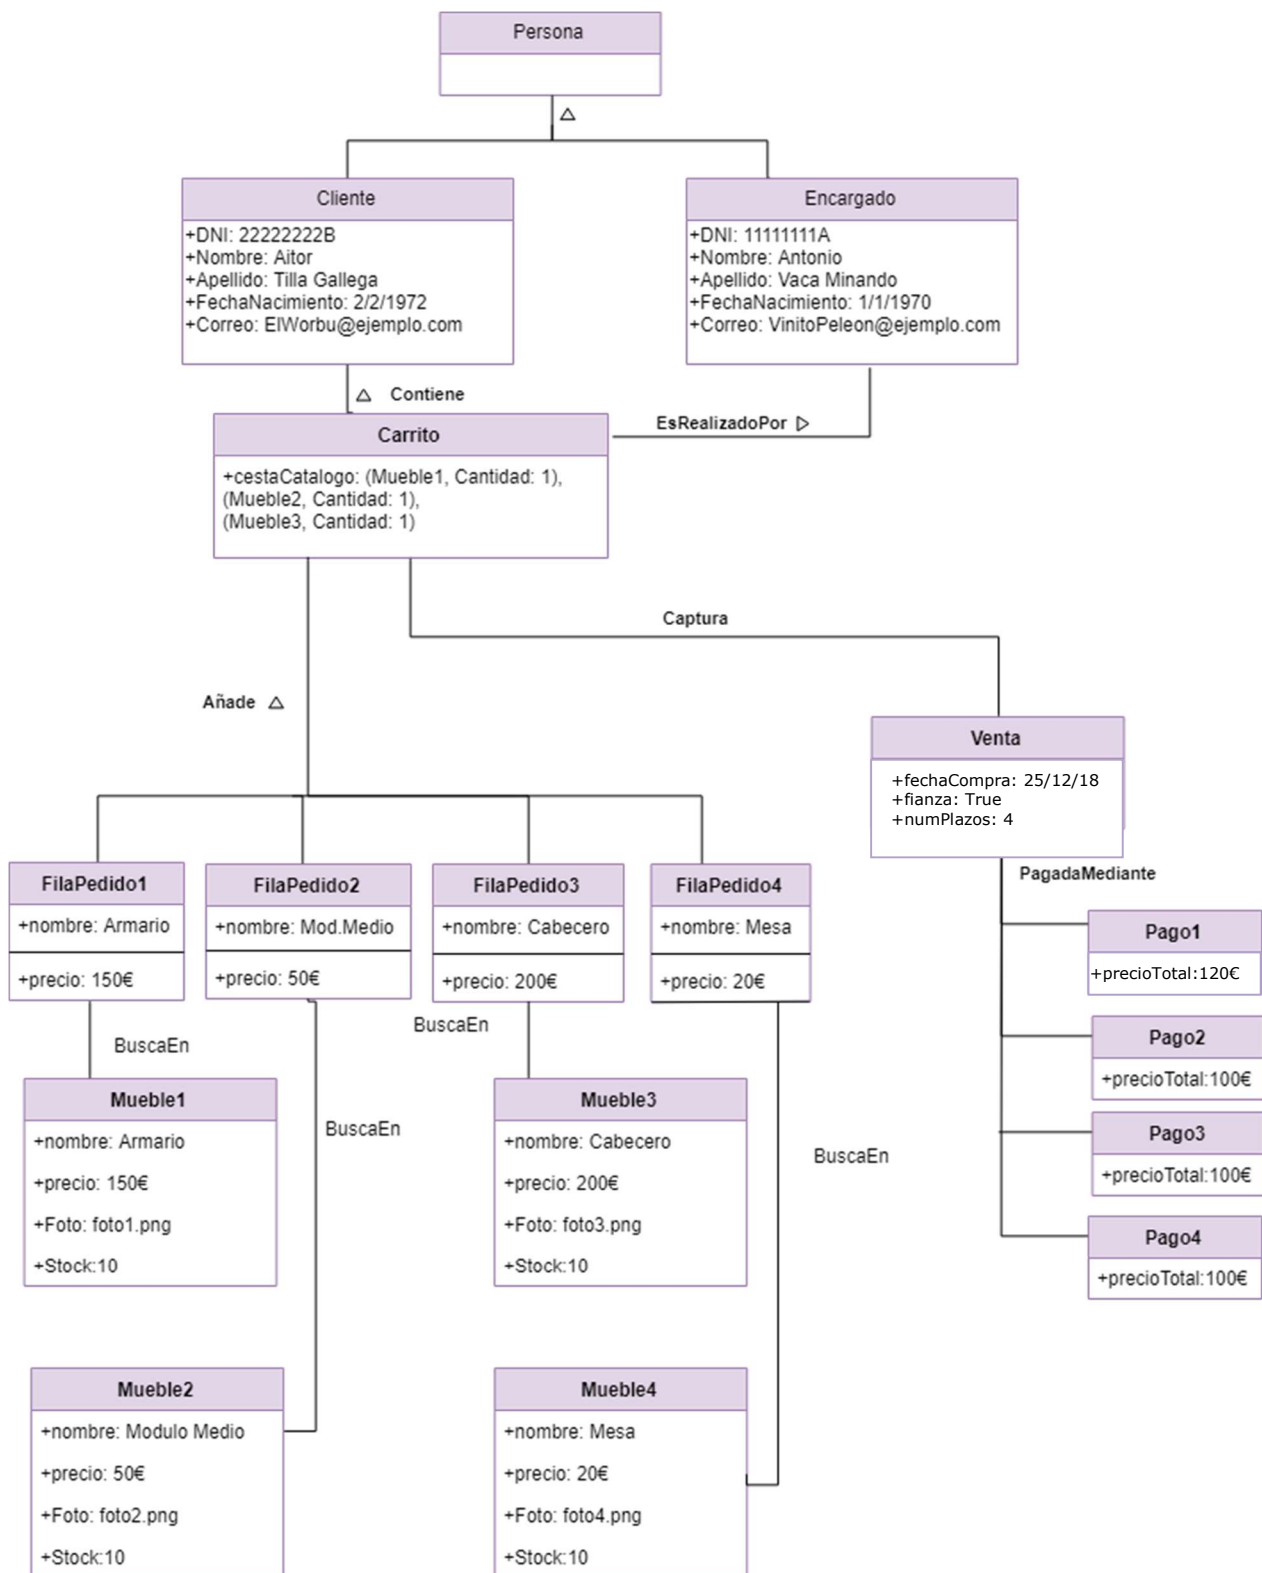 Persona
Cliente
+DNI: 22222222B
+Nombre: Aitor
+Apellido: Tilla Gallega
+FechaNacimiento: 2/2/1972
+Correo: ElWorbu@ejemplo.com
Encargado
+DNI: 11111111A
+Nombre: Antonio
+Apellido: Vaca Minando
+FechaNacimiento: 1/1/1970
+Correo: VinitoPeleon@ejemplo.com
Contiene
EsRealizadoPor
Carrito
+cestaCatalogo: (Mueble1, Cantidad: 1),
(Mueble2, Cantidad: 1),
(Mueble3, Cantidad: 1)
Captura
Añade
Venta
+fechaCompra: 25/12/18
+fianza: True
+numPlazos: 4
PagadaMediante
FilaPedido1
+nombre: Armario
+precio: 150€
FilaPedido2
+nombre: Mod.Medio
+precio: 50€
FilaPedido3
+nombre: Cabecero
+precio: 200€
FilaPedido4
+nombre: Mesa
+precio: 20€
Pago1
+precioTotal:120€
Pago2
+precioTotal:100€
Pago3
+precioTotal:100€
Pago4
+precioTotal:100€
BuscaEn
BuscaEn
BuscaEn
BuscaEn
Mueble1
+nombre: Armario
+precio: 150€
+Foto: foto1.png
+Stock:10
Mueble3
+nombre: Cabecero
+precio: 200€
+Foto: foto3.png
+Stock:10
Mueble2
+nombre: Modulo Medio
+precio: 50€
+Foto: foto2.png
+Stock:10
Mueble4
+nombre: Mesa
+precio: 20€
+Foto: foto4.png
+Stock:10